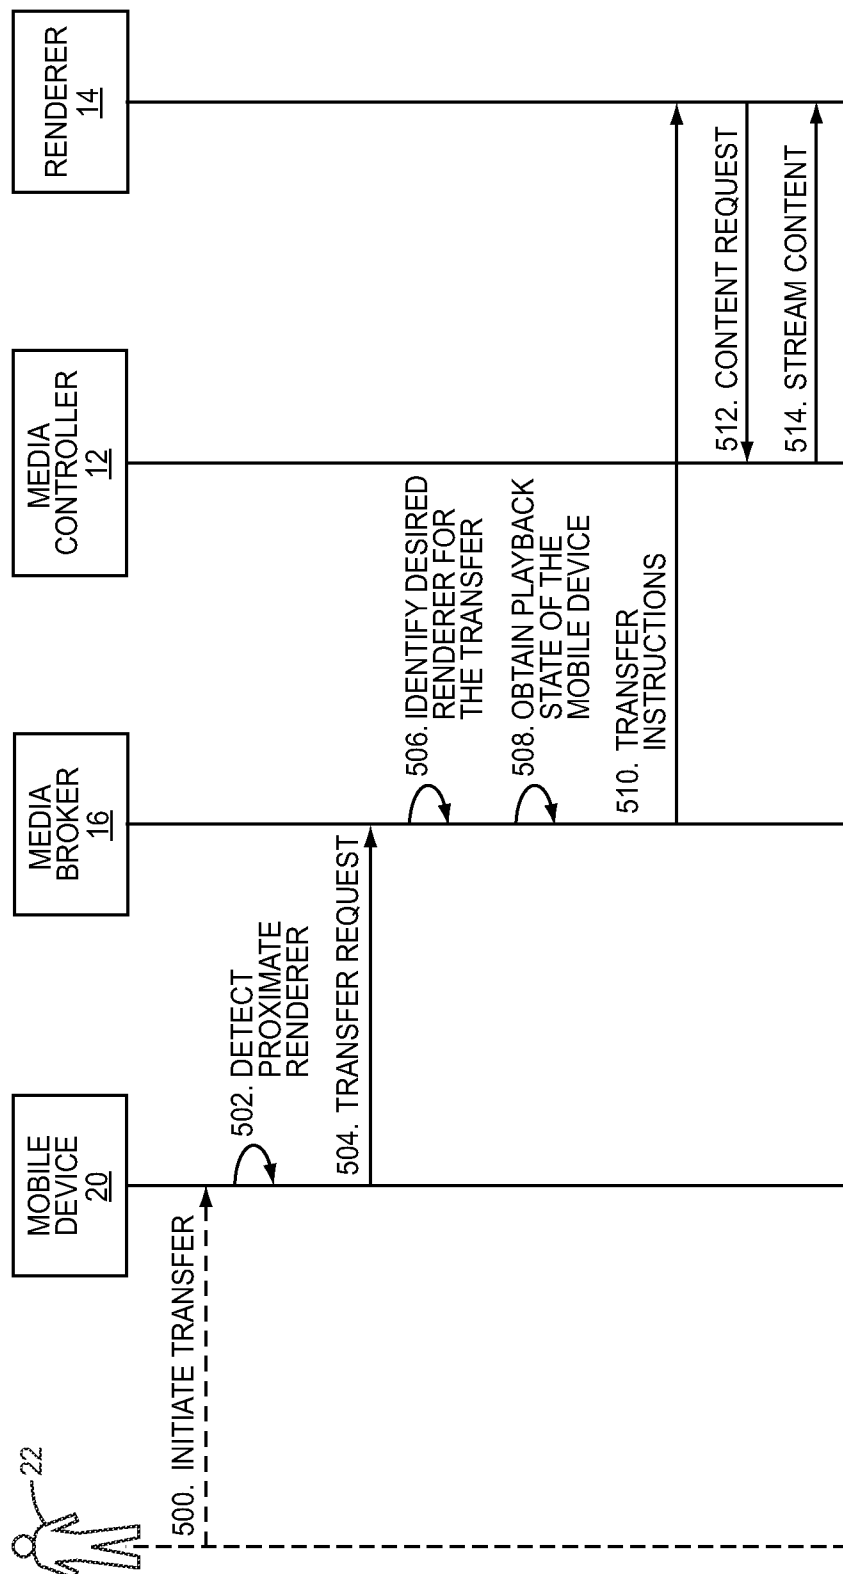 22
MOBILE
DEVICE
20
MEDIA
BROKER
16
MEDIA
CONTROLLER
12
RENDERER
14
500. INITIATE TRANSFER
502. DETECT
PROXIMATE
RENDERER
504. TRANSFER REQUEST
506. IDENTIFY DESIRED
RENDERER FOR
THE TRANSFER
508. OBTAIN PLAYBACK
STATE OF THE
MOBILE DEVICE
510. TRANSFER
INSTRUCTIONS
512. CONTENT REQUEST
514. STREAM CONTENT